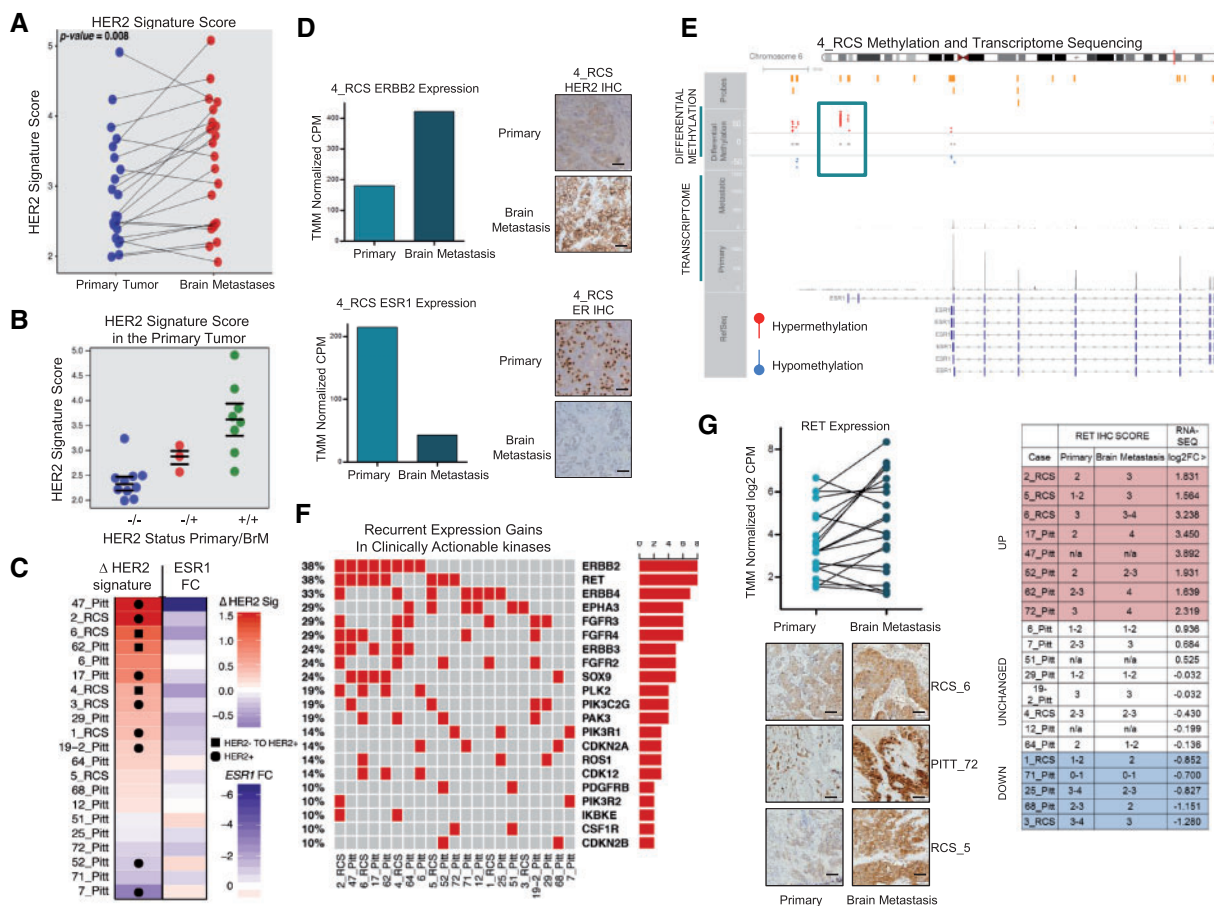 A
HER2 Signature Score
p-value = 0.008
5
4
3
2
HER2 Signature Score
Primary Tumor
Brain Metastases
B
HER2 Signature Score
in the Primary Tumor
5.0
4.5
4.0
3.5
3.0
2.5
2.0
HER2 Signature Score
-/-
-/+
+/+
HER2 Status Primary/BrM
C
Δ HER2
signature
ESR1
FC
47_Pitt
2_RCS
6_RCS
62_Pitt
6_Pitt
17_Pitt
4_RCS
3_RCS
29_Pitt
1_RCS
19-2_Pitt
64_Pitt
5_RCS
68_Pitt
12_Pitt
51_Pitt
25_Pitt
72_Pitt
52_Pitt
71_Pitt
7_Pitt
Δ HER2 Sig
1.5
1.0
0.5
0.0
−0.5
HER2- TO HER2+
HER2+
ESR1 FC
−6
−4
−2
0
D
4_RCS ERBB2 Expression
TMM Normalized CPM
400
300
200
100
0
Primary
Brain Metastasis
4_RCS
HER2 IHC
Primary
Brain
Metastasis
4_RCS ESR1 Expression
TMM Normalized CPM
200
100
0
Primary
Brain Metastasis
4_RCS
ER IHC
Primary
Brain
Metastasis
E
4_RCS Methylation and Transcriptome Sequencing
Chromosome 6
Probes
DIFFERENTIAL
METHYLATION
Differential
Methylation
50
0
-50
TRANSCRIPTOME
Metastatic
Primary
RefSeq
ESR1
ESR1
ESR1
ESR1
ESR1
ESR1
ESR1
Hypermethylation
Hypomethylation
F
Recurrent Expression Gains
In Clinically Actionable kinases
0 2 4 6 8
38% ERBB2
38% RET
33% ERBB4
29% EPHA3
29% FGFR3
29% FGFR4
24% ERBB3
24% FGFR2
24% SOX9
19% PLK2
19% PIK3C2G
19% PAK3
14% PIK3R1
14% CDKN2A
14% ROS1
14% CDK12
10% PDGFRB
10% PIK3R2
10% IKBKE
10% CSF1R
10% CDKN2B
2_RCS
47_Pitt
6_RCS
17_Pitt
62_Pitt
4_RCS
64_Pitt
6_Pitt
5_RCS
52_Pitt
72_Pitt
71_Pitt
12_Pitt
1_RCS
25_Pitt
51_Pitt
3_RCS
19−2_Pitt
29_Pitt
68_Pitt
7_Pitt
G
RET Expression
TMM Normalized log2 CPM
8
6
4
2
Primary
Brain Metastasis
RCS_6
PITT_72
RCS_5
Primary
Brain Metastasis
RET IHC SCORE RNA-SEQ
Case Primary Brain Metastasis log2FC >
UP
2_RCS 2 3 1.831
5_RCS 1-2 3 1.564
6_RCS 3 3-4 3.238
17_Pitt 2 4 3.450
47_Pitt n/a n/a 3.892
52_Pitt 2 2-3 1.931
62_Pitt 2-3 4 1.639
72_Pitt 3 4 2.319
UNCHANGED
6_Pitt 1-2 1-2 0.936
7_Pitt 2-3 3 0.684
51_Pitt n/a n/a 0.525
29_Pitt 1-2 1-2 -0.032
19-2_Pitt 3 3 -0.032
4_RCS 2-3 2-3 -0.430
12_Pitt n/a n/a -0.199
64_Pitt 2 1-2 -0.136
DOWN
1_RCS 1-2 2 -0.852
71_Pitt 0-1 0-1 -0.700
25_Pitt 3-4 2-3 -0.827
68_Pitt 2-3 2 -1.151
3_RCS 3-4 3 -1.280